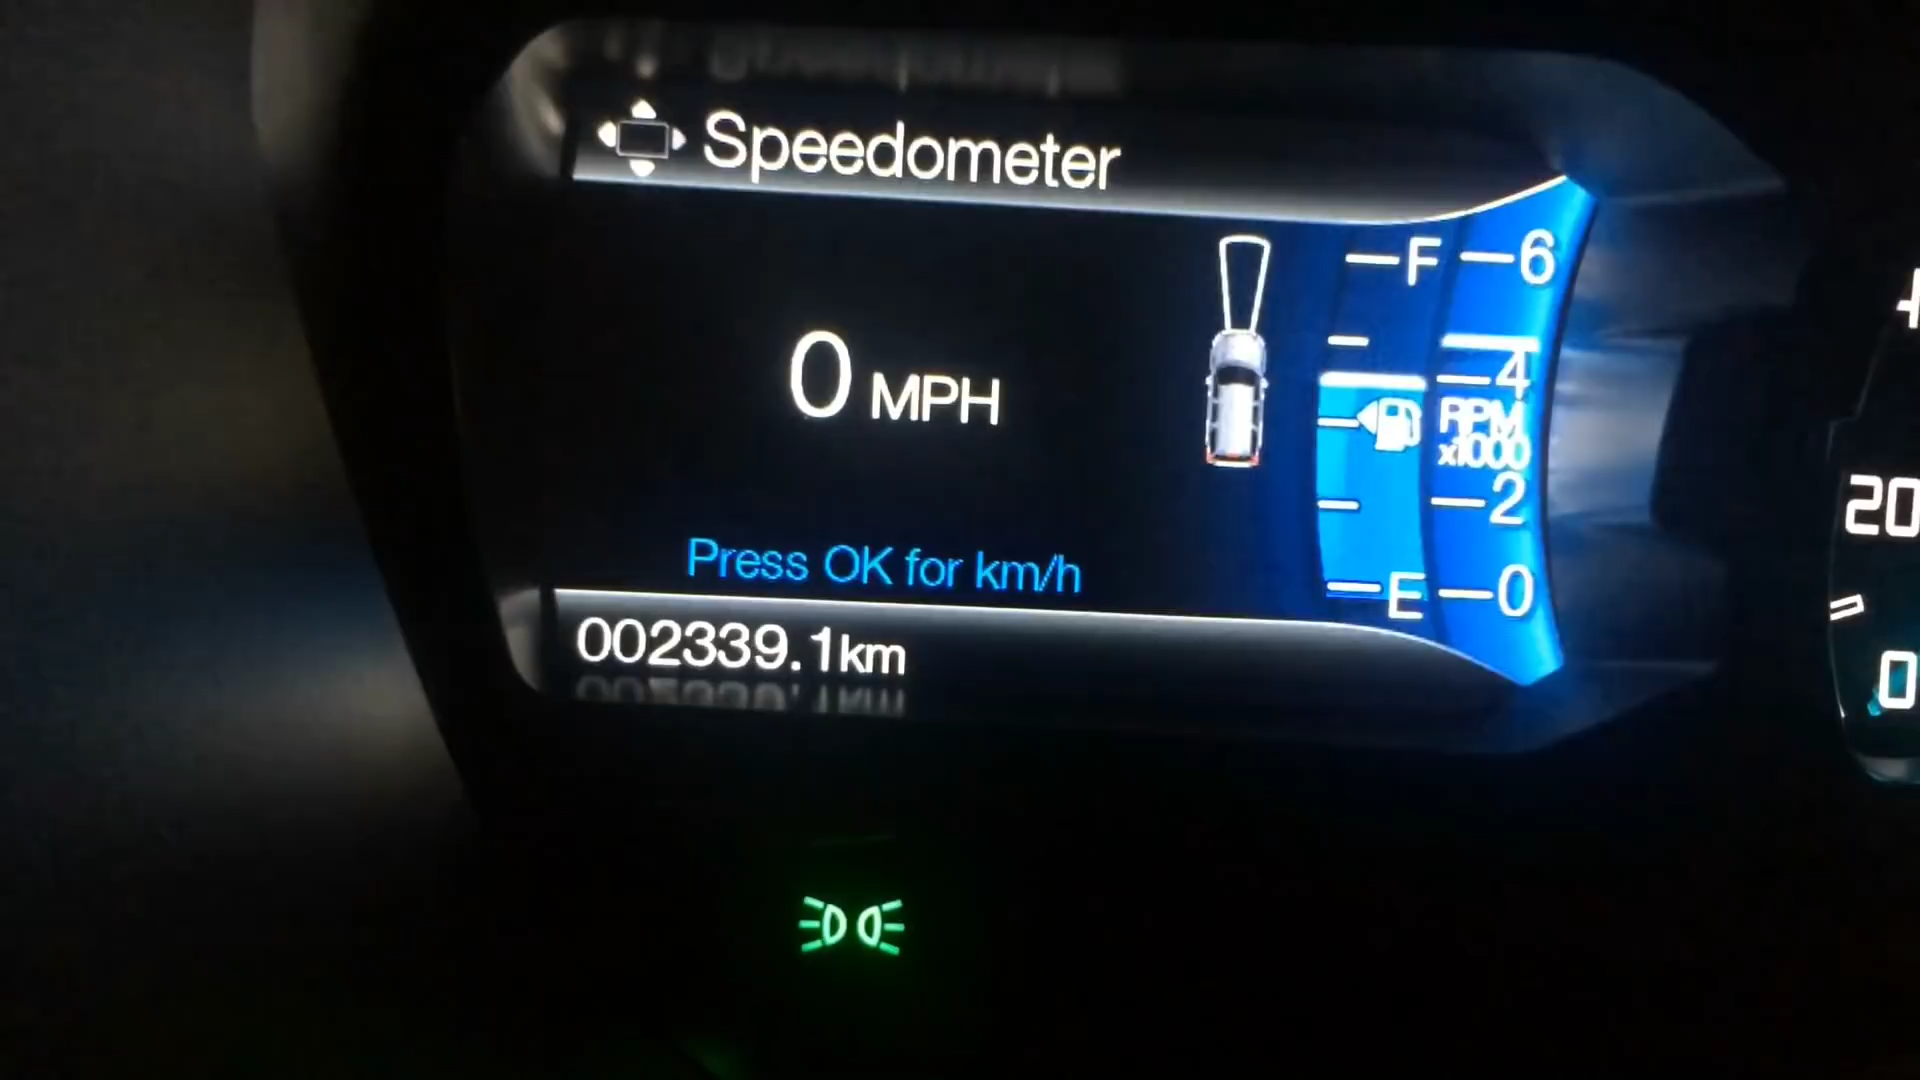 Speedometer
F
6
0 MPH
4
RPM
x1000
2
20
Press OK for km/h
E
0
002339.1km
0